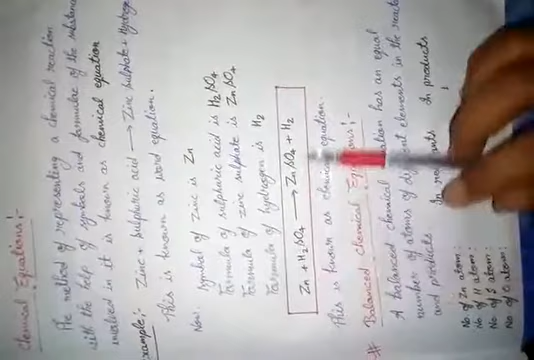 Chemical Equations:-
The method of representing a chemical reaction
with the help of symbols and formulae of the substance
involved in it is known as chemical equation
Example: Zinc + sulphuric acid → Zinc sulphate + Hydrogen
This is known as word equation.
Now: Symbol of Zinc is Zn
Formula of sulphuric acid is H2SO4
Formula of zinc sulphate is ZnSO4
Formula of hydrogen is H2
Zn + H2SO4 → ZnSO4 + H2
This is known as chemical equation.
# Balanced Chemical Equations:-
A balanced chemical has an equal
number of atoms of elements in the
and products
In In products
No. of Zn atom:
No. of H atom:
No. of S atom:
No. of O atom: